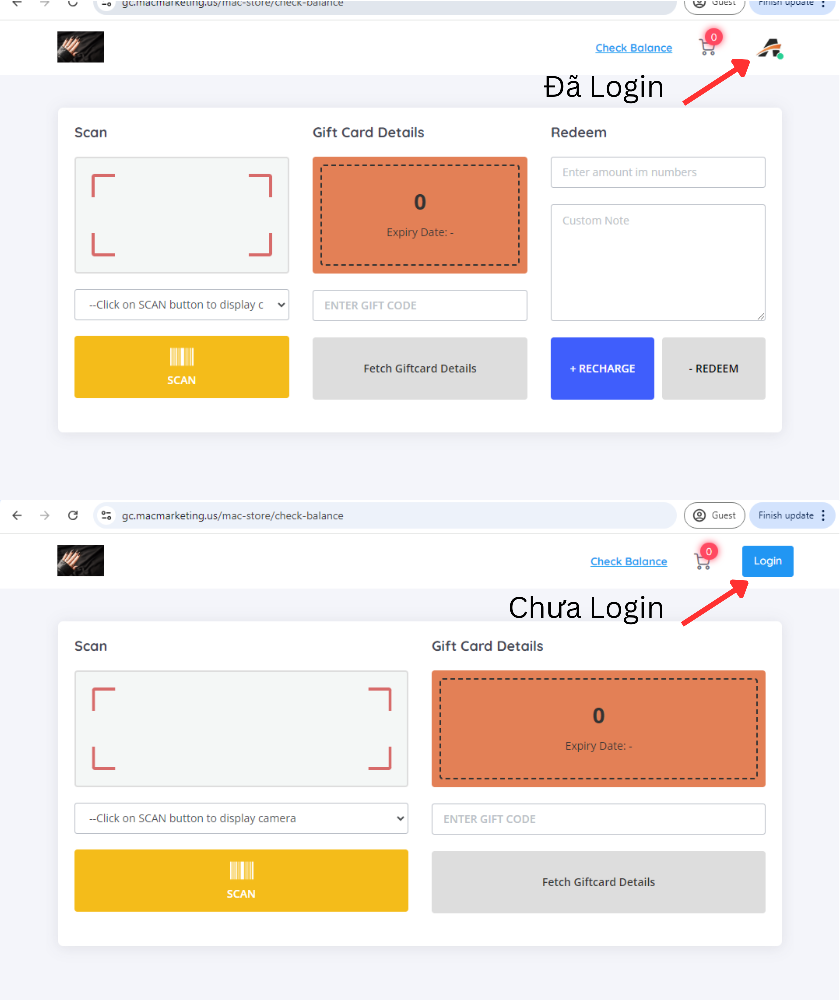 gc.macmarketing.us/mac-store/check-balance
Guest
Finish update
Check Balance
0
Đã Login
Scan
Gift Card Details
Redeem
0
Expiry Date: -
Enter amount im numbers
Custom Note
--Click on SCAN button to display c
ENTER GIFT CODE
SCAN
Fetch Giftcard Details
+ RECHARGE
- REDEEM
gc.macmarketing.us/mac-store/check-balance
Guest
Finish update
Check Balance
0
Login
Chưa Login
Scan
Gift Card Details
0
Expiry Date: -
--Click on SCAN button to display camera
ENTER GIFT CODE
SCAN
Fetch Giftcard Details